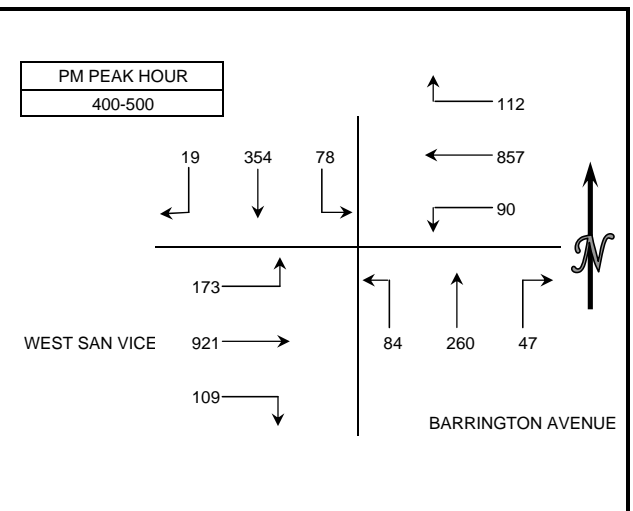 PM PEAK HOUR
400-500
112
19 354 78
857
90
N
173
WEST SAN VICE 921
84 260 47
109
BARRINGTON AVENUE